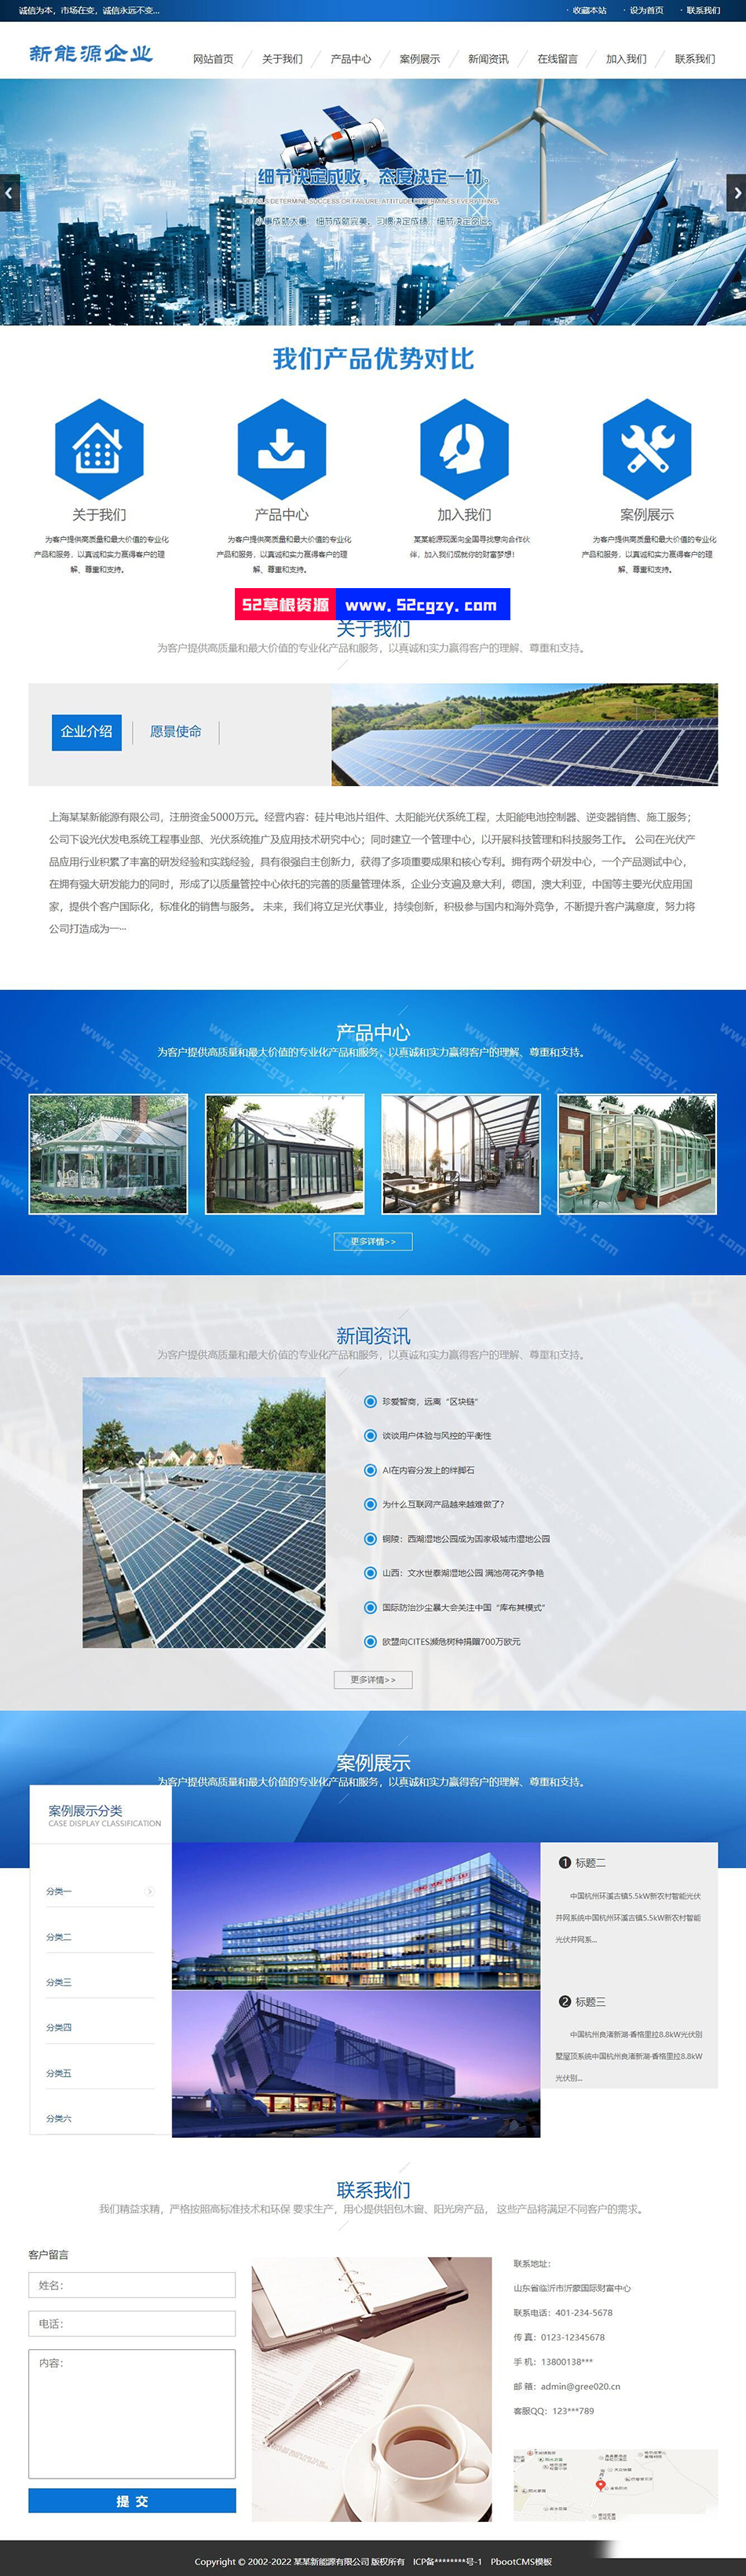 诚信为本，市场在变，诚信永远不变...
· 收藏本站 · 设为首页 · 联系我们
新能源企业
网站首页 关于我们 产品中心 案例展示 新闻资讯 在线留言 加入我们 联系我们
细节决定成败，态度决定一切。
DETAILS DETERMINE SUCCESS OR FAILURE, ATTITUDE DETERMINES EVERYTHING.
我们产品优势对比
关于我们
为客户提供高质量和最大价值的专业化
产品和服务，以真诚和实力赢得客户的理
解、尊重和支持。
产品中心
为客户提供高质量和最大价值的专业化
产品和服务，以真诚和实力赢得客户的理
解、尊重和支持。
加入我们
某某能源现面向全国寻找意向合作伙
伴，加入我们成就你的财富梦想！
案例展示
为客户提供高质量和最大价值的专业化
产品和服务，以真诚和实力赢得客户的理
解、尊重和支持。
52草根资源 www.52cgzy.com
关于我们
为客户提供高质量和最大价值的专业化产品和服务，以真诚和实力赢得客户的理解、尊重和支持。
企业介绍 愿景使命
上海某某新能源有限公司，注册资金5000万元。经营内容：硅片电池片组件、太阳能光伏系统工程，太阳能电池控制器、逆变器销售、施工服务；
公司下设光伏发电系统工程事业部、光伏系统推广及应用技术研究中心；同时建立一个管理中心，以开展科技管理和科技服务工作。 公司在光伏产
品应用行业积累了丰富的研发经验和实践经验，具有很强自主创新力，获得了多项重要成果和核心专利。拥有两个研发中心，一个产品测试中心，
在拥有强大研发能力的同时，形成了以质量管控中心依托的完善的质量管理体系，企业分支遍及意大利，德国，澳大利亚，中国等主要光伏应用国
家，提供个客户国际化，标准化的销售与服务。 未来，我们将立足光伏事业，持续创新，积极参与国内和海外竞争，不断提升客户满意度，努力将
公司打造成为一···
产品中心
为客户提供高质量和最大价值的专业化产品和服务，以真诚和实力赢得客户的理解、尊重和支持。
更多详情>>
新闻资讯
为客户提供高质量和最大价值的专业化产品和服务，以真诚和实力赢得客户的理解、尊重和支持。
珍爱智商，远离“区块链”
谈谈用户体验与风控的平衡性
AI在内容分发上的绊脚石
为什么互联网产品越来越难做了？
铜陵：西湖湿地公园成为国家级城市湿地公园
山西：文水世泰湖湿地公园 满池荷花齐争艳
国际防治沙尘暴大会关注中国“库布其模式”
欧盟向CITES濒危树种捐赠700万欧元
更多详情>>
案例展示
为客户提供高质量和最大价值的专业化产品和服务，以真诚和实力赢得客户的理解、尊重和支持。
案例展示分类
CASE DISPLAY CLASSIFICATION
分类一
分类二
分类三
分类四
分类五
分类六
1 标题二
中国杭州环溪古镇5.5kW新农村智能光伏
并网系统中国杭州环溪古镇5.5kW新农村智能
光伏并网系...
2 标题三
中国杭州良渚新湖·香格里拉8.8kW光伏别
墅屋顶系统中国杭州良渚新湖·香格里拉8.8kW
光伏别...
联系我们
我们精益求精，严格按照高标准技术和环保 要求生产，用心提供铝包木窗、阳光房产品， 这些产品将满足不同客户的需求。
客户留言
姓名：
电话：
内容：
提 交
联系地址：
山东省临沂市沂蒙国际财富中心
联系电话：401-234-5678
传 真：0123-12345678
手 机：13800138***
邮 箱：admin@gree020.cn
客服QQ：123***789
Copyright © 2002-2022 某某新能源有限公司 版权所有 ICP备********号-1 PbootCMS模板